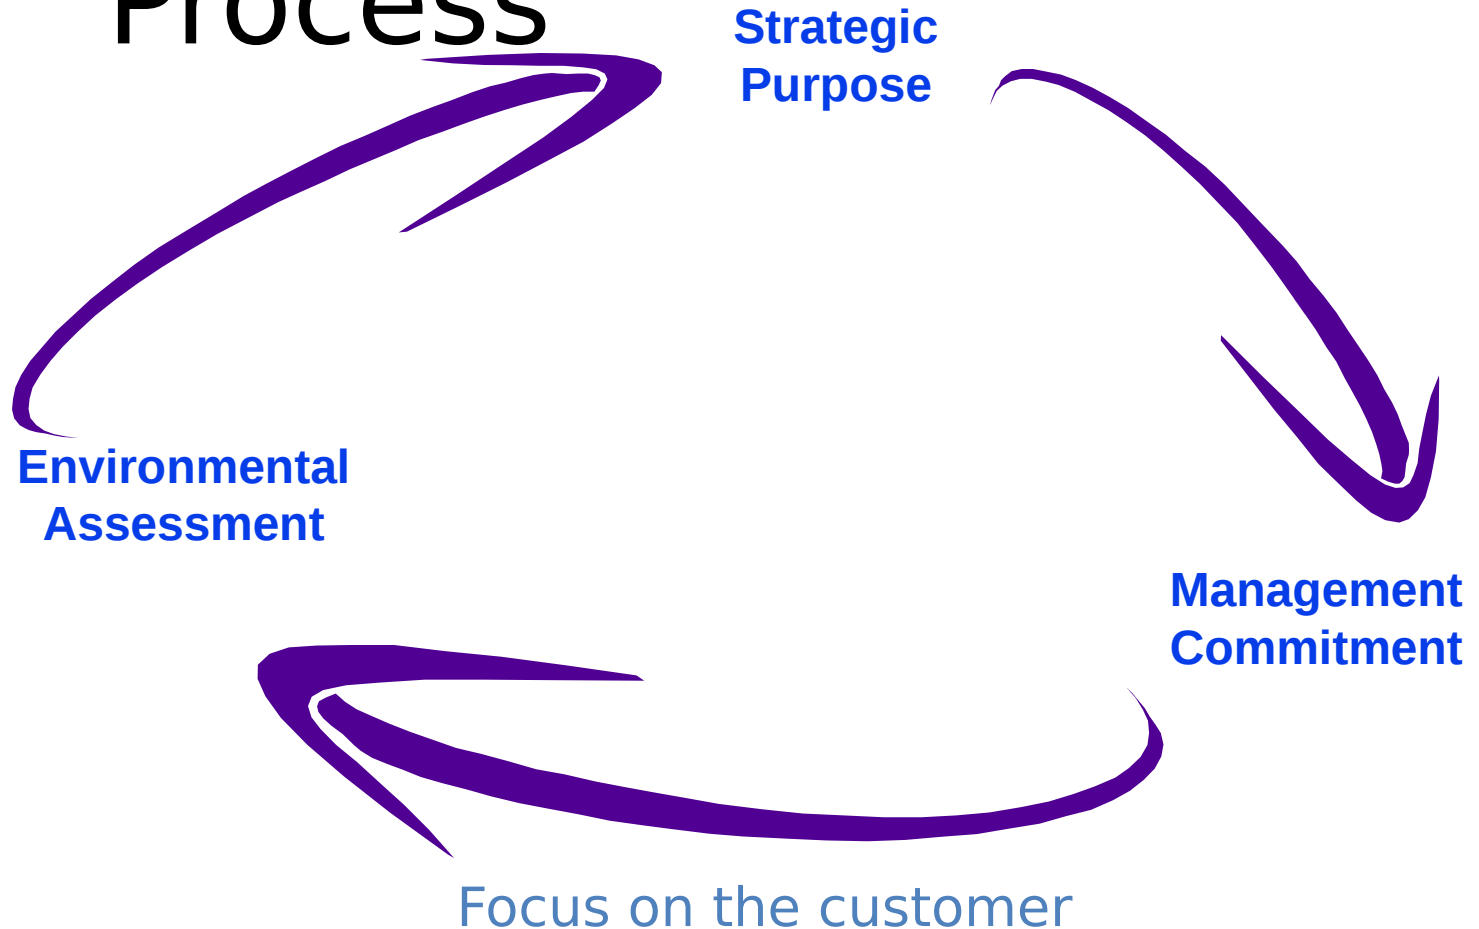 Process
Strategic
Purpose
Environmental
Assessment
Management
Commitment
Focus on the customer